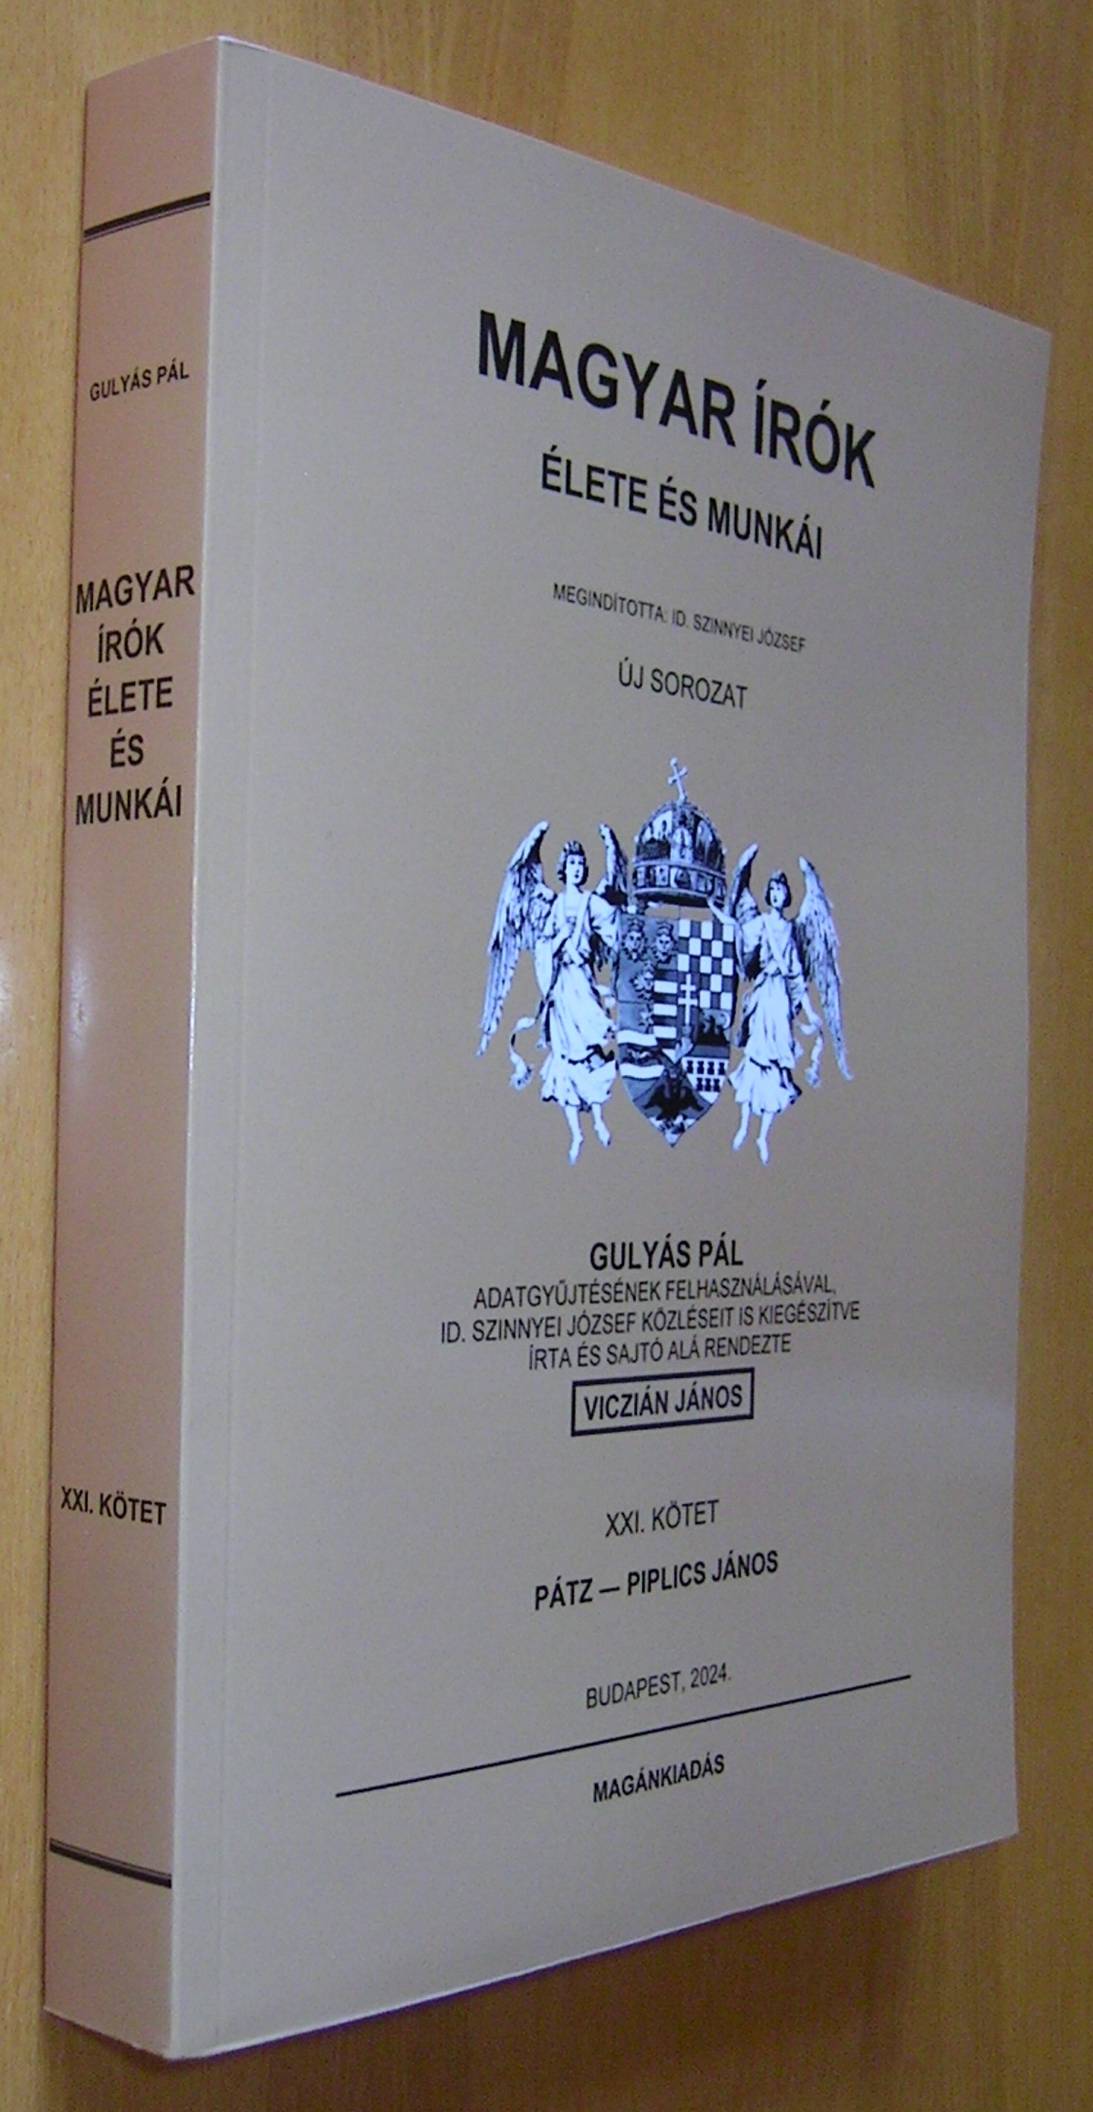 GULYÁS PÁL
MAGYAR
ÍRÓK
ÉLETE
ÉS
MUNKÁI
XXI. KÖTET
MAGYAR ÍRÓK
ÉLETE ÉS MUNKÁI
MEGINDÍTOTTA: ID. SZINNYEI JÓZSEF
ÚJ SOROZAT
GULYÁS PÁL
ADATGYŰJTÉSÉNEK FELHASZNÁLÁSÁVAL,
ID. SZINNYEI JÓZSEF KÖZLÉSEIT IS KIEGÉSZÍTVE
ÍRTA ÉS SAJTÓ ALÁ RENDEZTE
VICZIÁN JÁNOS
XXI. KÖTET
PÁTZ — PIPLICS JÁNOS
BUDAPEST, 2024.
MAGÁNKIADÁS